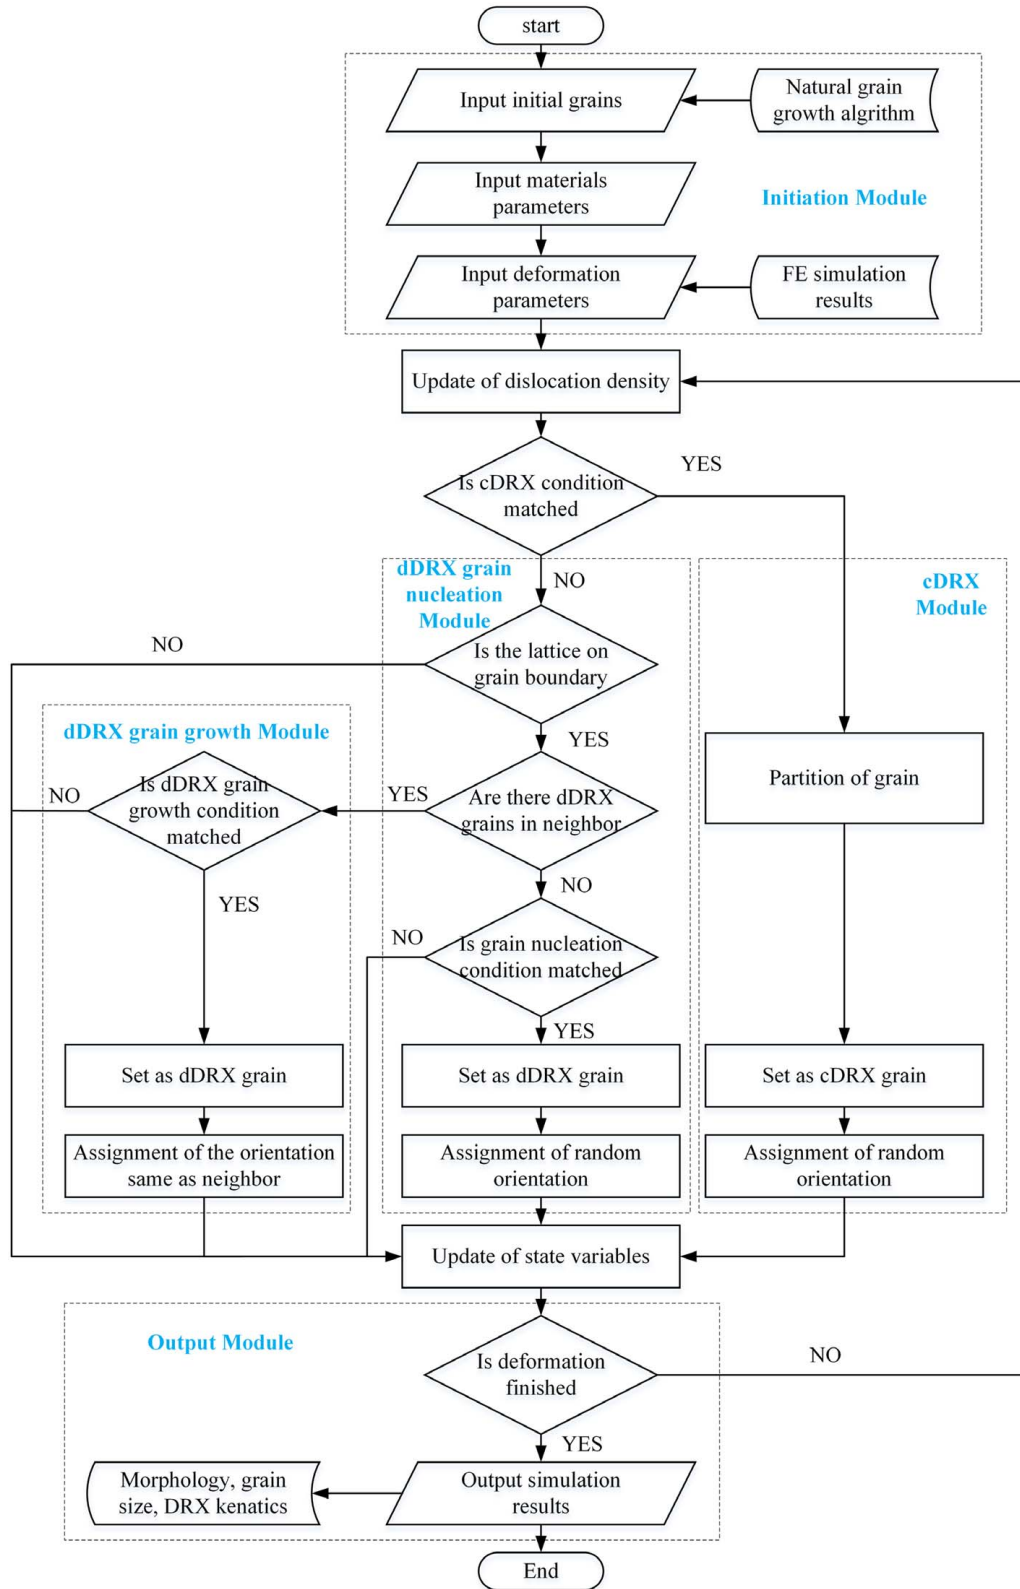 start
Input initial grains
Natural grain
growth algrithm
Input materials
parameters
Initiation Module
Input deformation
parameters
FE simulation
results
Update of dislocation density
Is cDRX condition
matched
YES
NO
dDRX grain
nucleation
Module
cDRX
Module
NO
Is the lattice on
grain boundary
YES
dDRX grain growth Module
NO
Is dDRX grain
growth condition
matched
YES
Are there dDRX
grains in neighbor
Partition of grain
NO
YES
NO
Is grain nucleation
condition matched
YES
Set as dDRX grain
Set as dDRX grain
Set as cDRX grain
Assignment of the orientation
same as neighbor
Assignment of random
orientation
Assignment of random
orientation
Update of state variables
Output Module
Is deformation
finished
NO
YES
Morphology, grain
size, DRX kenatics
Output simulation
results
End